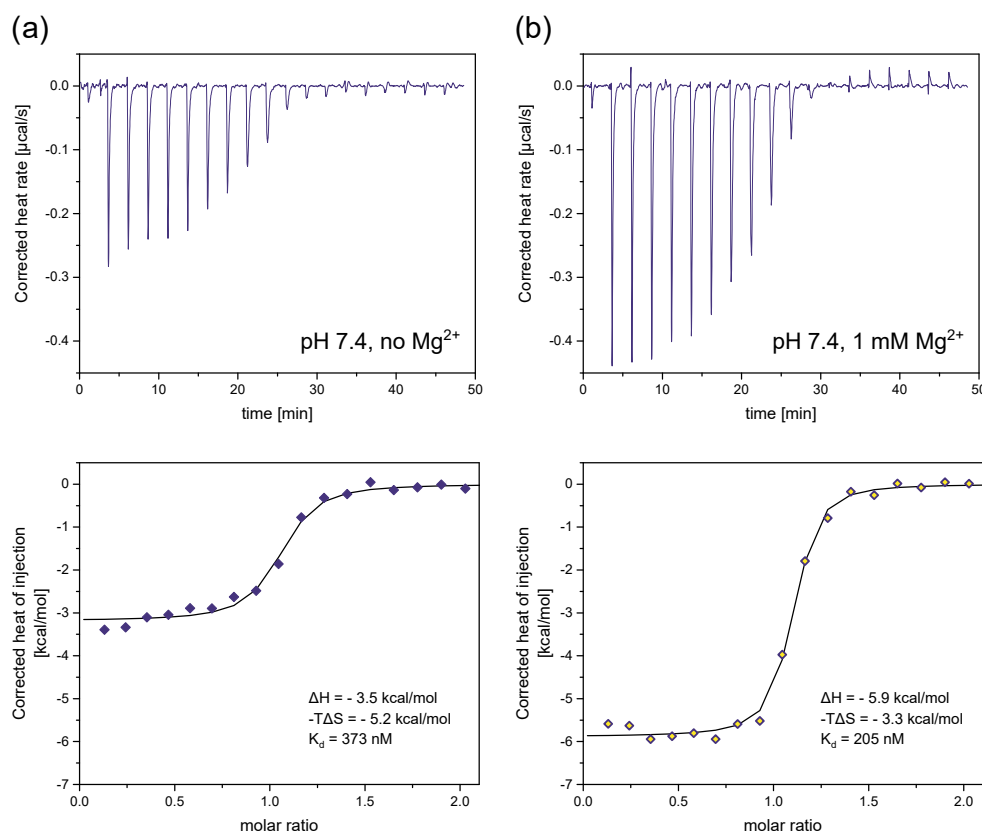 (a)
0.0
-0.1
-0.2
-0.3
-0.4
Corrected heat rate [µcal/s]
pH 7.4, no Mg²⁺
0 10 20 30 40 50
time [min]
0
-1
-2
-3
-4
-5
-6
-7
Corrected heat of injection
[kcal/mol]
ΔH = - 3.5 kcal/mol
-TΔS = - 5.2 kcal/mol
K_d = 373 nM
0.0 0.5 1.0 1.5 2.0
molar ratio
(b)
0.0
-0.1
-0.2
-0.3
-0.4
Corrected heat rate [µcal/s]
pH 7.4, 1 mM Mg²⁺
0 10 20 30 40 50
time [min]
0
-1
-2
-3
-4
-5
-6
-7
Corrected heat of injection
[kcal/mol]
ΔH = - 5.9 kcal/mol
-TΔS = - 3.3 kcal/mol
K_d = 205 nM
0.0 0.5 1.0 1.5 2.0
molar ratio